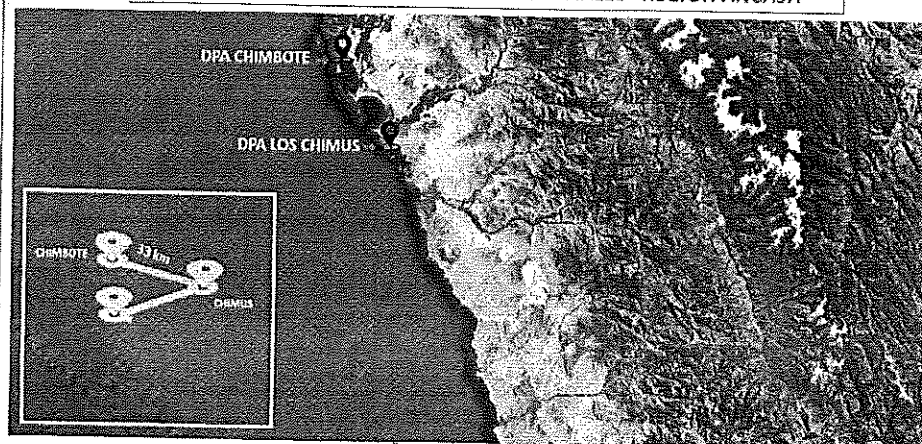 DPA CHIMBOTE
DPA LOS CHIMUS
CHIMBOTE
33 km
CHIMUS